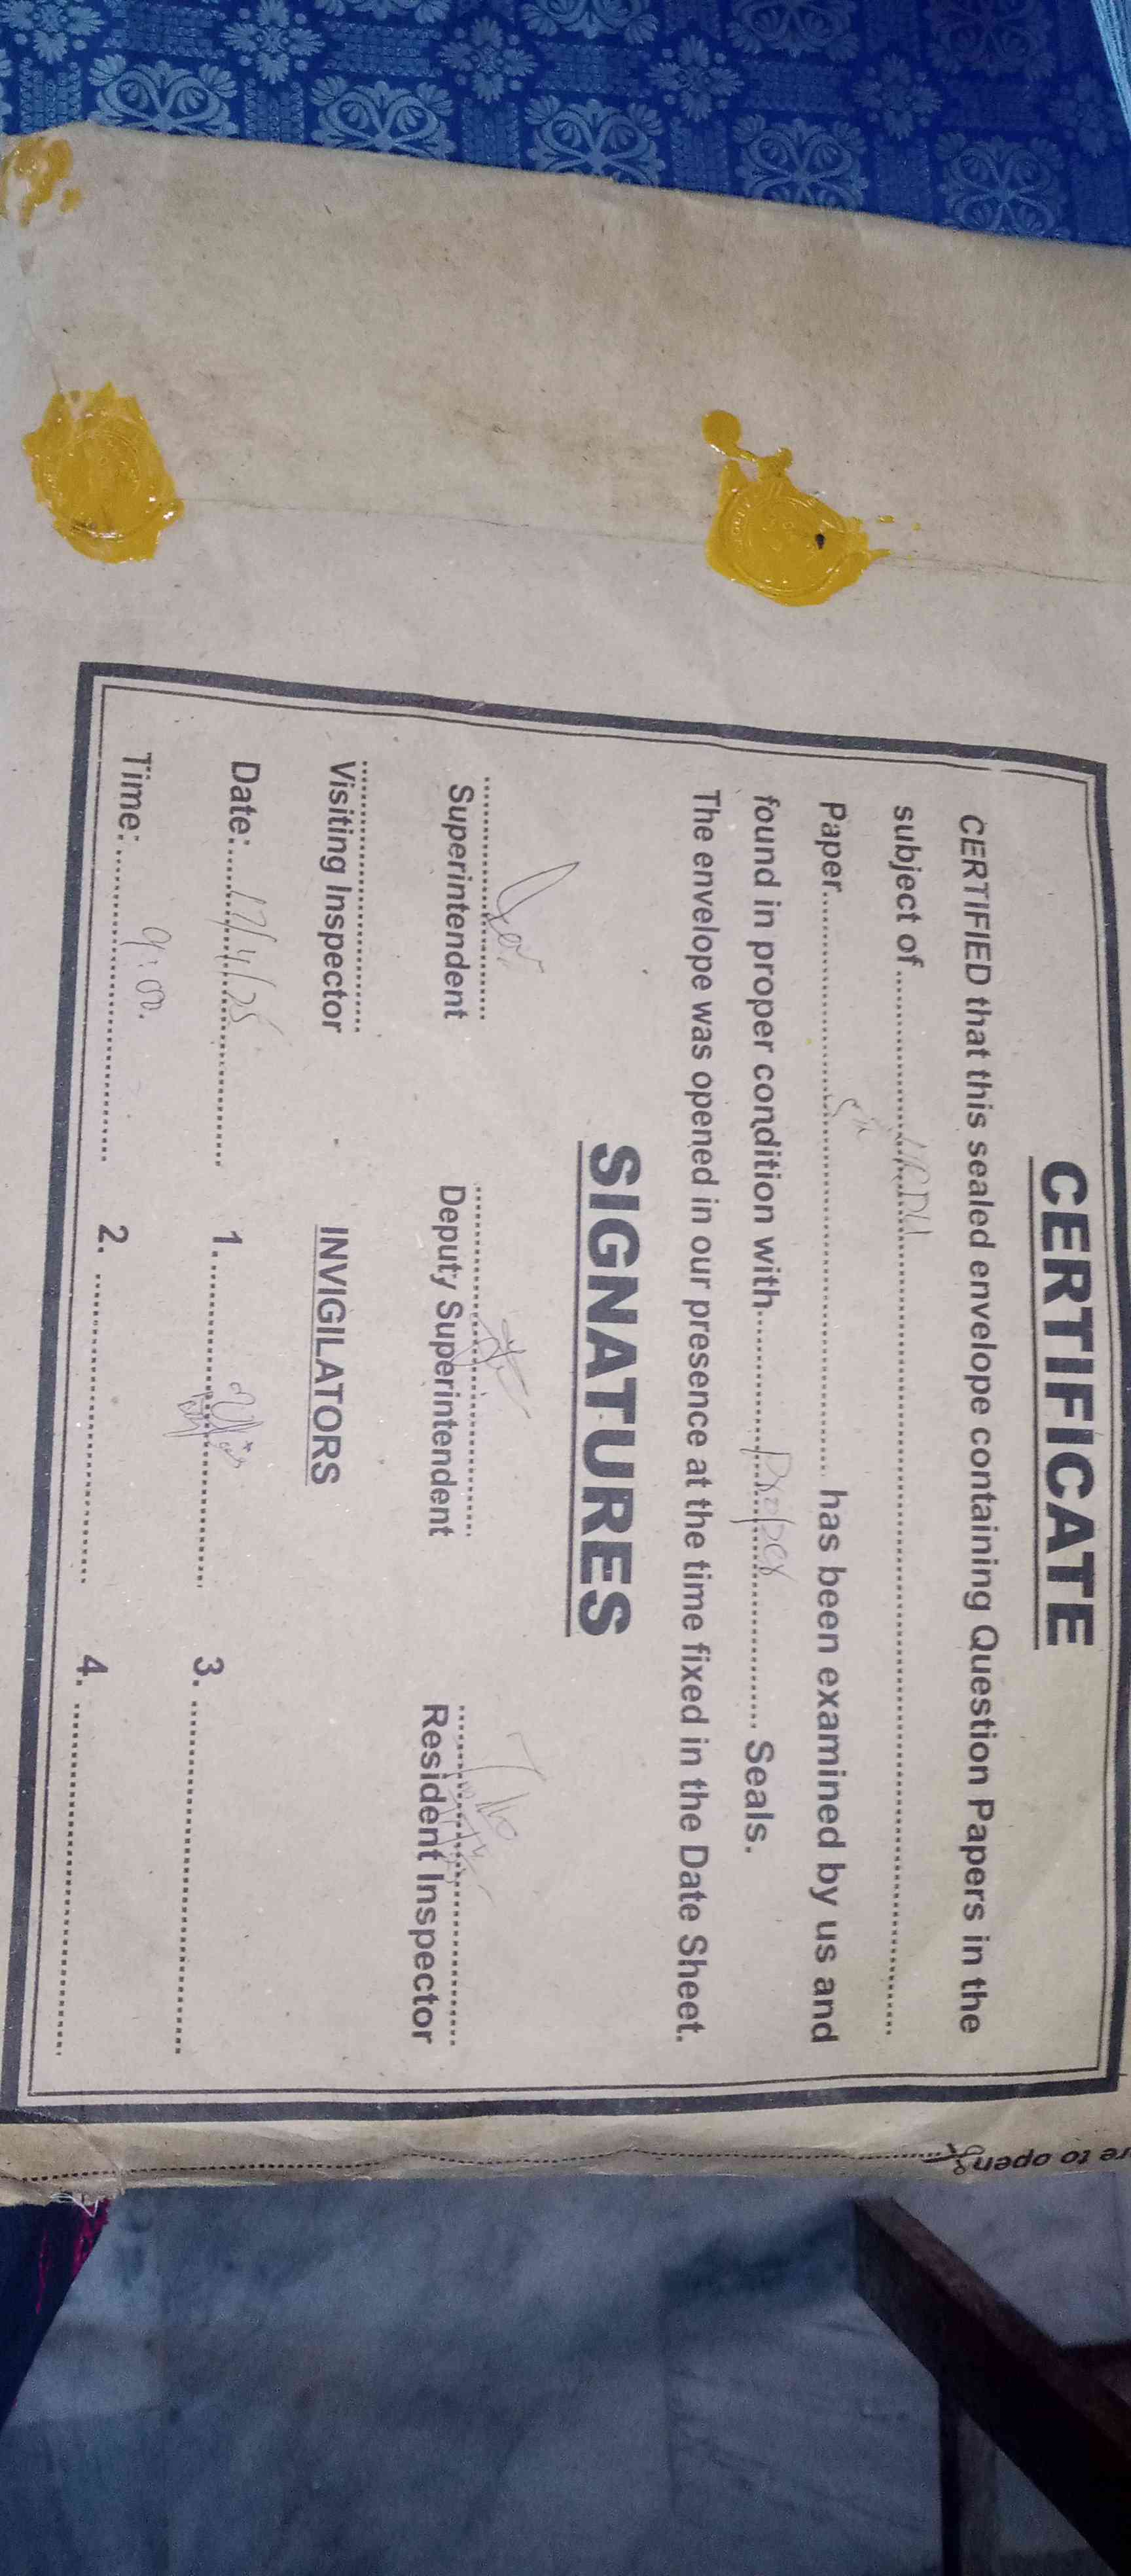 CERTIFICATE
CERTIFIED that this sealed envelope containing Question Papers in the
subject of ........ URDU ........
Paper................ has been examined by us and
found in proper condition with........ Proper ........ Seals.
The envelope was opened in our presence at the time fixed in the Date Sheet.
SIGNATURES
Superintendent Deputy Superintendent Resident Inspector
Visiting Inspector INVIGILATORS
Date:........ 1......... 3. ........
Time:.... 9:00. .... 2. ........ 4. ........
re to open